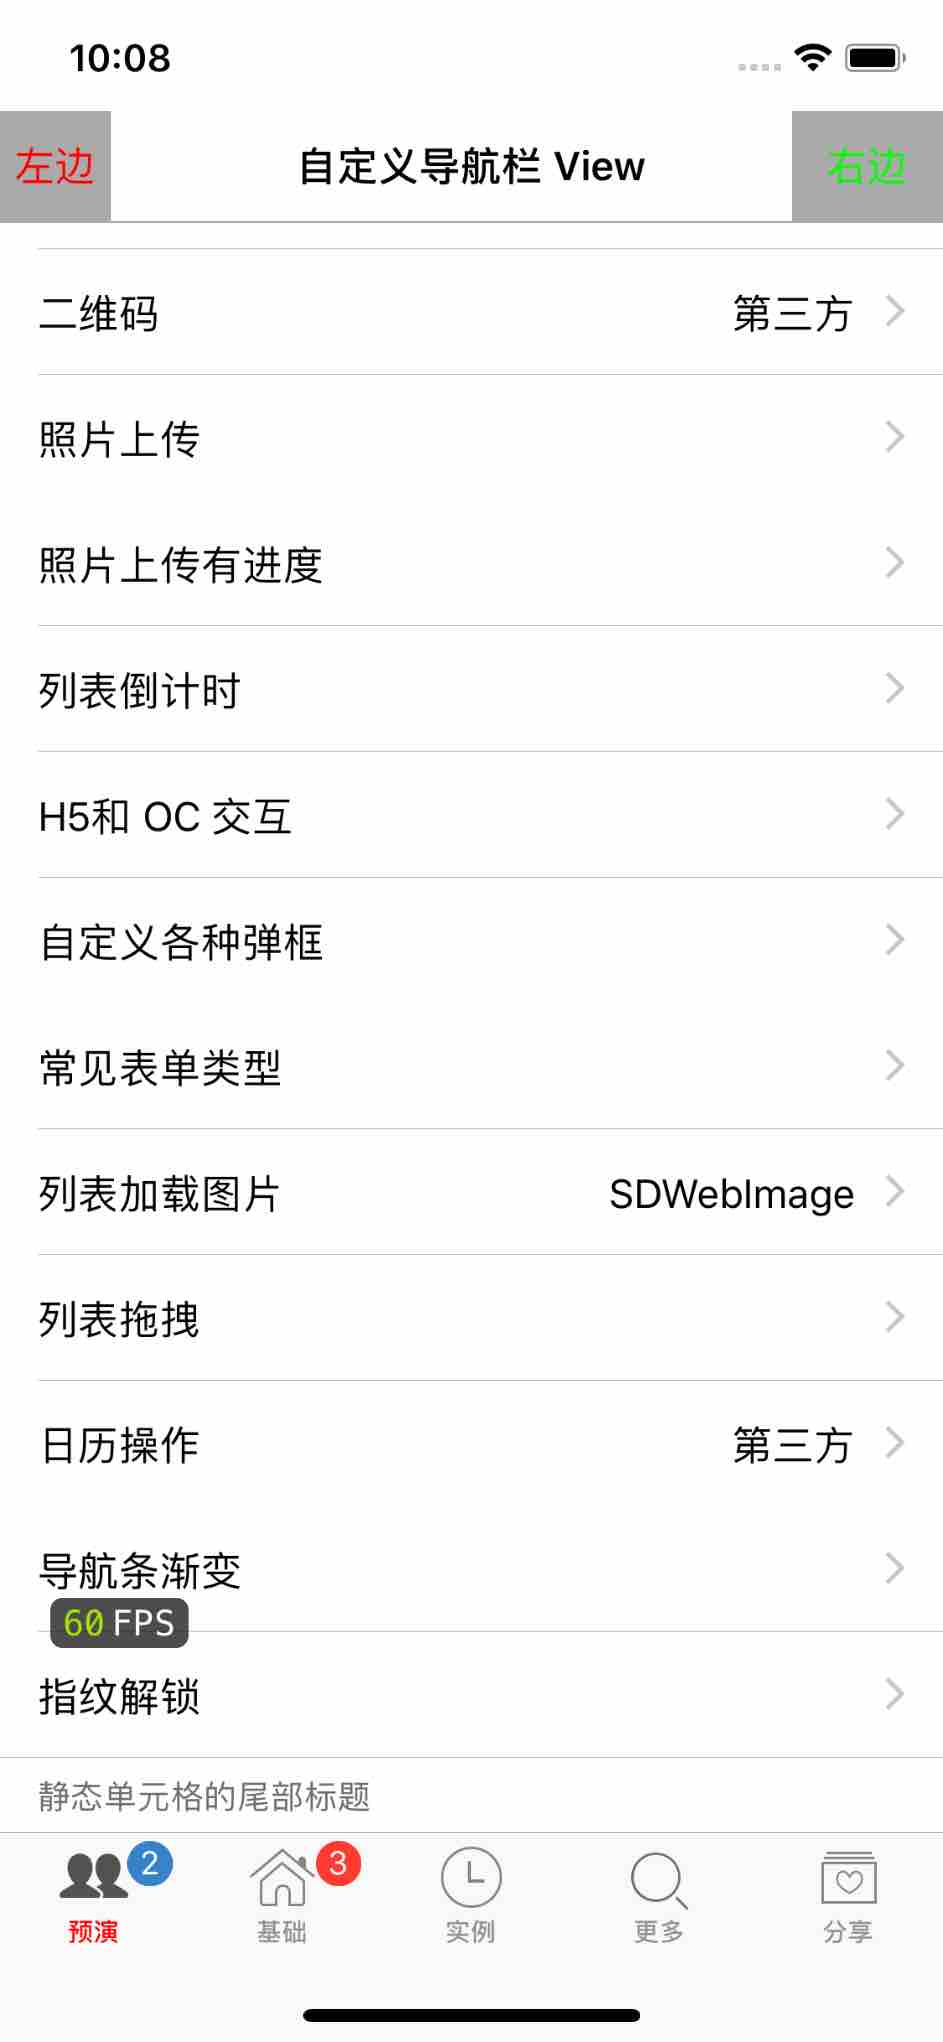 10:08
左边 自定义导航栏 View 右边
二维码 第三方
照片上传
照片上传有进度
列表倒计时
H5和 OC 交互
自定义各种弹框
常见表单类型
列表加载图片 SDWebImage
列表拖拽
日历操作 第三方
导航条渐变
60 FPS
指纹解锁
静态单元格的尾部标题
2 3
预演 基础 实例 更多 分享